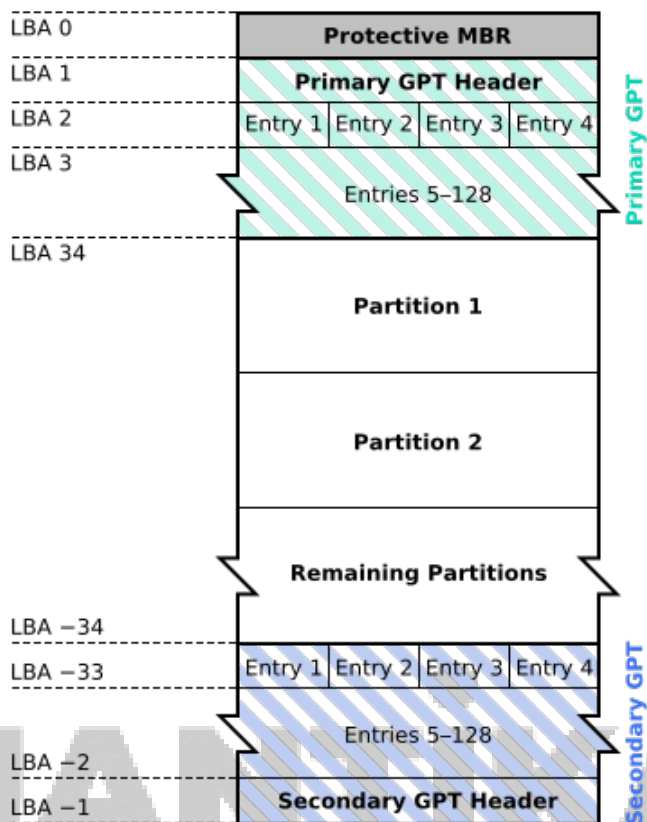 LBA 0
Protective MBR
LBA 1
Primary GPT Header
LBA 2
Entry 1 Entry 2 Entry 3 Entry 4
LBA 3
Entries 5–128
Primary GPT
LBA 34
Partition 1
Partition 2
Remaining Partitions
LBA −34
LBA −33
Entry 1 Entry 2 Entry 3 Entry 4
Entries 5–128
LBA −2
LBA −1
Secondary GPT Header
Secondary GPT